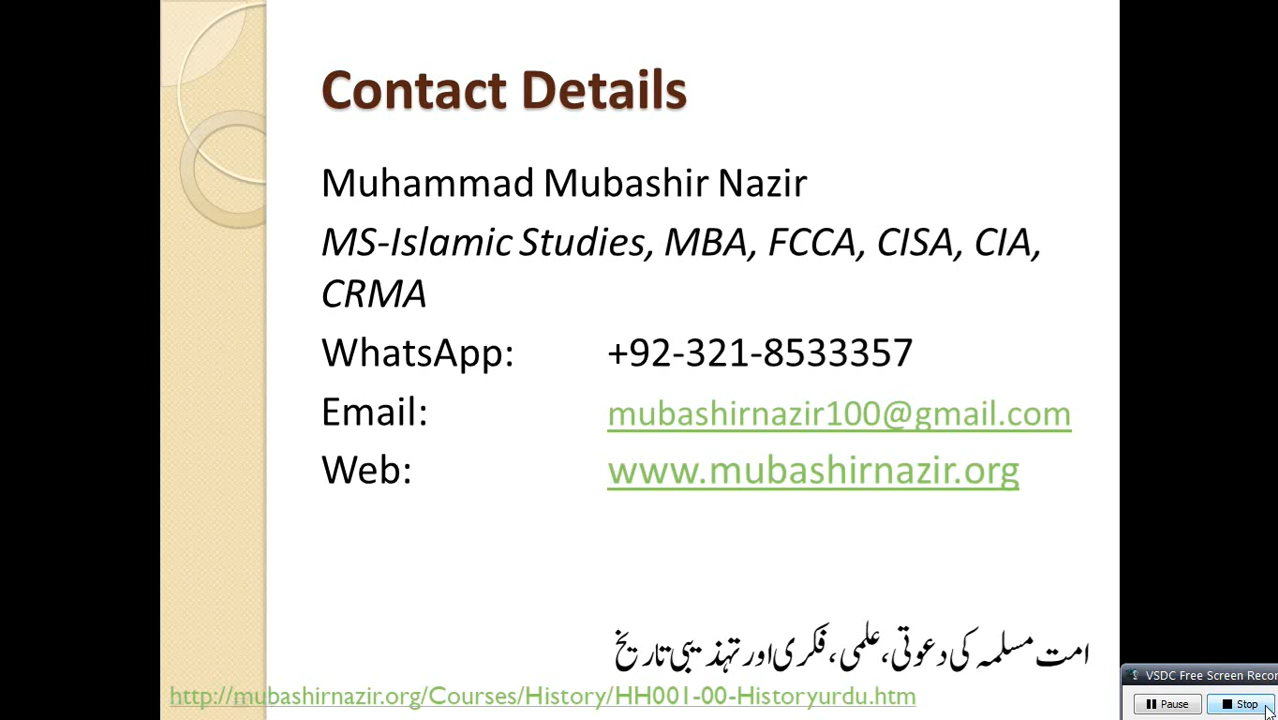 Contact Details
Muhammad Mubashir Nazir
MS-Islamic Studies, MBA, FCCA, CISA, CIA,
CRMA
WhatsApp: +92-321-8533357
Email: mubashirnazir100@gmail.com
Web: www.mubashirnazir.org
امت مسلمہ کی دعوتی، علمی، فکری اور تہذیبی تاریخ
http://mubashirnazir.org/Courses/History/HH001-00-Historyurdu.htm
VSDC Free Screen Recor
Pause Stop